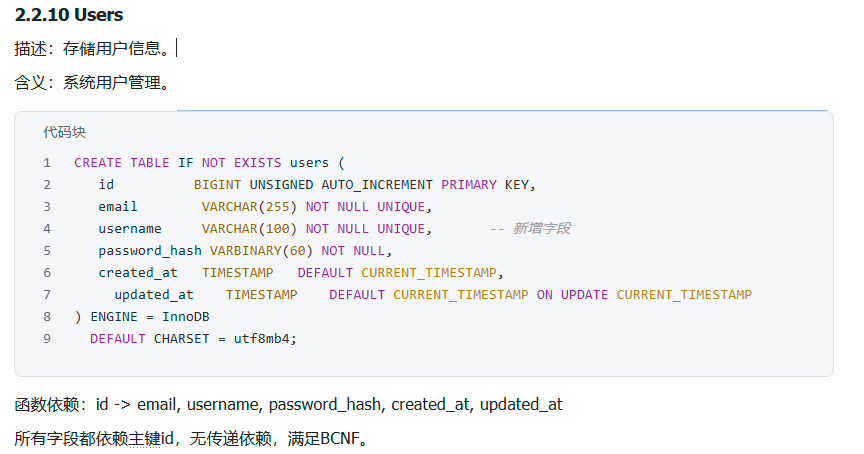 2.2.10 Users
描述：存储用户信息。
含义：系统用户管理。
代码块
1 CREATE TABLE IF NOT EXISTS users (
2 id BIGINT UNSIGNED AUTO_INCREMENT PRIMARY KEY,
3 email VARCHAR(255) NOT NULL UNIQUE,
4 username VARCHAR(100) NOT NULL UNIQUE, -- 新增字段
5 password_hash VARBINARY(60) NOT NULL,
6 created_at TIMESTAMP DEFAULT CURRENT_TIMESTAMP,
7 updated_at TIMESTAMP DEFAULT CURRENT_TIMESTAMP ON UPDATE CURRENT_TIMESTAMP
8 ) ENGINE = InnoDB
9 DEFAULT CHARSET = utf8mb4;
函数依赖：id -> email, username, password_hash, created_at, updated_at
所有字段都依赖主键id，无传递依赖，满足BCNF。